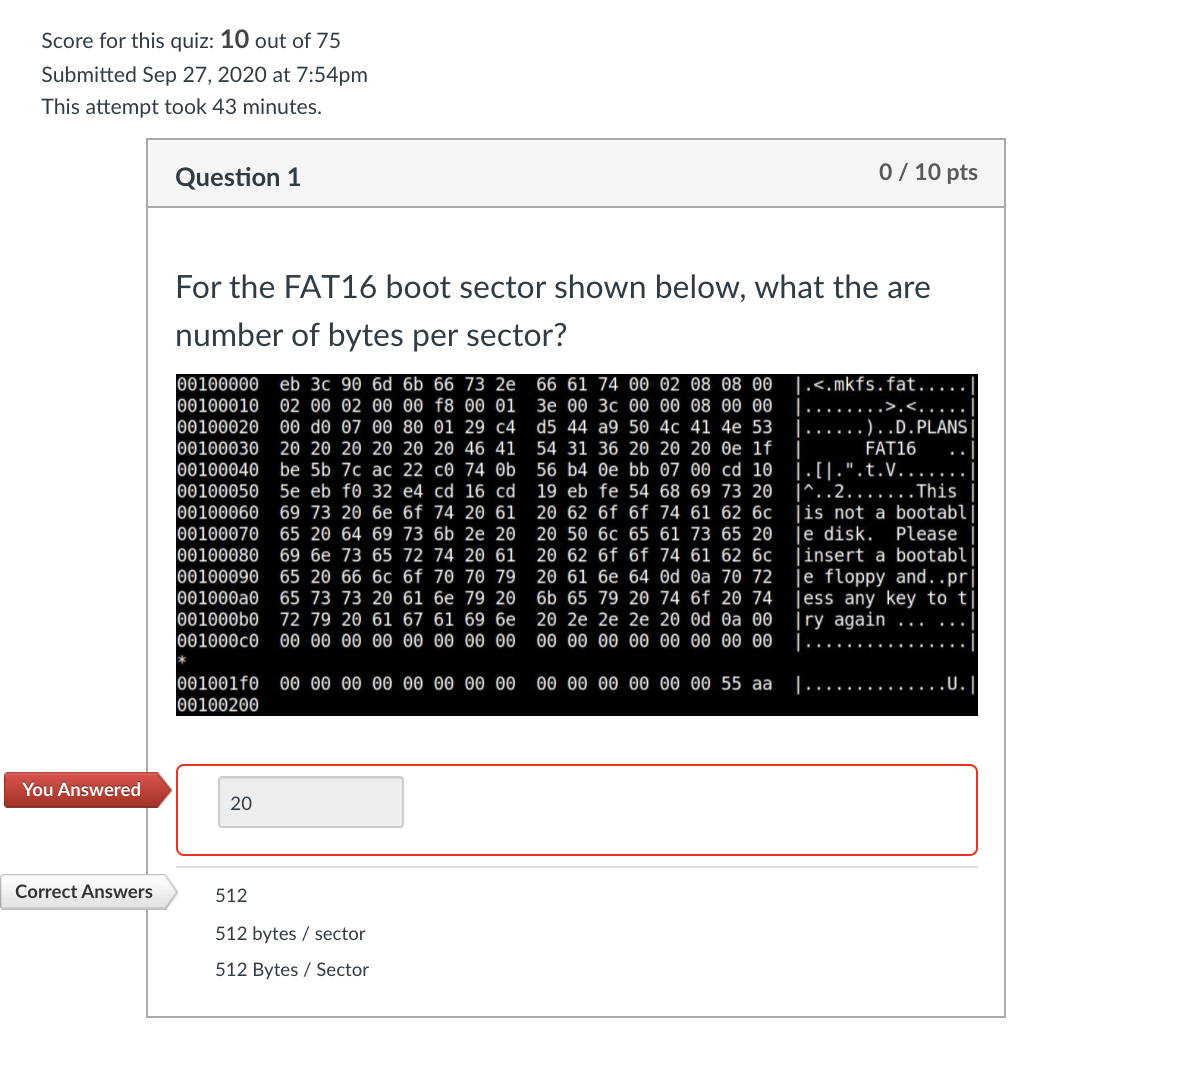 Score for this quiz: 10 out of 75
Submitted Sep 27, 2020 at 7:54pm
This attempt took 43 minutes.
Question 1
0 / 10 pts
For the FAT16 boot sector shown below, what the are
number of bytes per sector?
00100000  eb 3c 90 6d 6b 66 73 2e  66 61 74 00 02 08 08 00  |.<.mkfs.fat.....|
00100010  02 00 02 00 00 f8 00 01  3e 00 3c 00 00 08 00 00  |........>.<.....|
00100020  00 d0 07 00 80 01 29 c4  d5 44 a9 50 4c 41 4e 53  |......)..D.PLANS|
00100030  20 20 20 20 20 20 46 41  54 31 36 20 20 20 0e 1f  |      FAT16   ..|
00100040  be 5b 7c ac 22 c0 74 0b  56 b4 0e bb 07 00 cd 10  |.[|.".t.V.......|
00100050  5e eb f0 32 e4 cd 16 cd  19 eb fe 54 68 69 73 20  |^..2.......This |
00100060  69 73 20 6e 6f 74 20 61  20 62 6f 6f 74 61 62 6c  |is not a bootabl|
00100070  65 20 64 69 73 6b 2e 20  20 50 6c 65 61 73 65 20  |e disk.  Please |
00100080  69 6e 73 65 72 74 20 61  20 62 6f 6f 74 61 62 6c  |insert a bootabl|
00100090  65 20 66 6c 6f 70 70 79  20 61 6e 64 0d 0a 70 72  |e floppy and..pr|
001000a0  65 73 73 20 61 6e 79 20  6b 65 79 20 74 6f 20 74  |ess any key to t|
001000b0  72 79 20 61 67 61 69 6e  20 2e 2e 2e 20 0d 0a 00  |ry again ... ...|
001000c0  00 00 00 00 00 00 00 00  00 00 00 00 00 00 00 00  |................|
*
001001f0  00 00 00 00 00 00 00 00  00 00 00 00 00 00 55 aa  |..............U.|
00100200
You Answered
20
Correct Answers
512
512 bytes / sector
512 Bytes / Sector